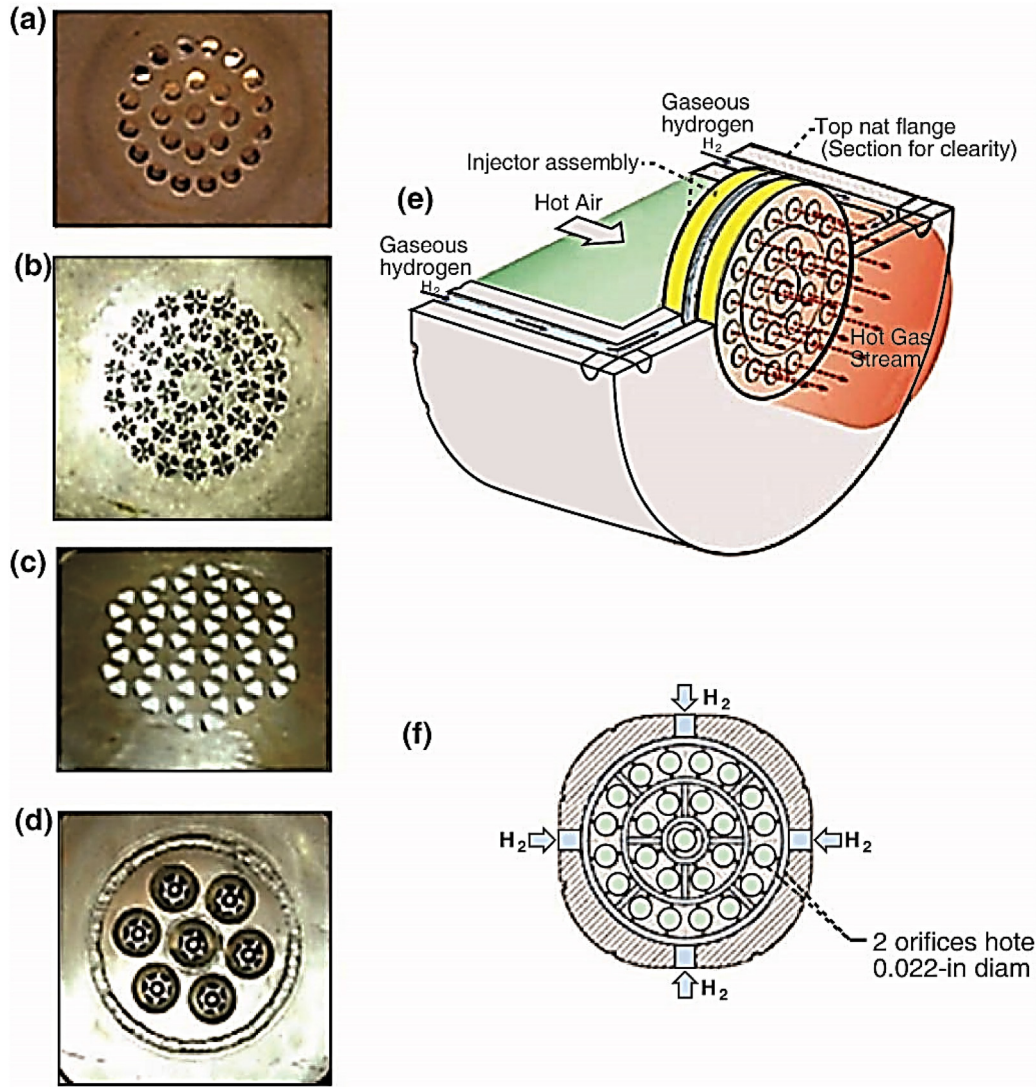 (a)
(b)
(c)
(d)
(e)
Gaseous
hydrogen
H2
Top nat flange
(Section for clearity)
Injector assembly
Hot Air
Gaseous
hydrogen
H2
Hot Gas
Stream
(f)
H2
H2
H2
H2
2 orifices hote
0.022-in diam